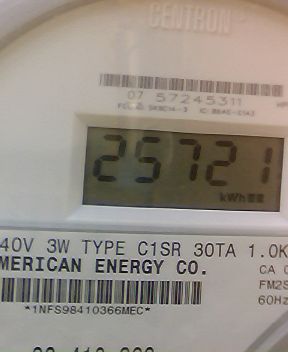 CENTRON
07 57245311
25721
kWh
40V 3W TYPE C1SR 30TA 1.0K
MERICAN ENERGY CO.
CA
FM2S
60Hz
*1NFS98410366MEC*